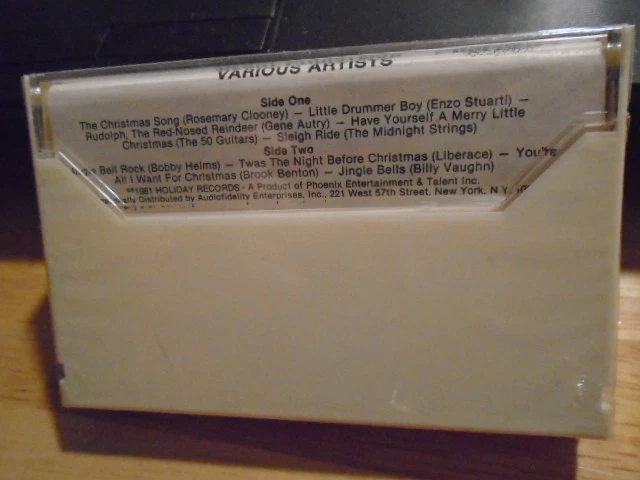 VARIOUS ARTISTS
Side One
The Christmas Song (Rosemary Clooney) — Little Drummer Boy (Enzo Stuarti) —
Rudolph, The Red-Nosed Reindeer (Gene Autry) — Have Yourself A Merry Little
Christmas (The 50 Guitars) — Sleigh Ride (The Midnight Strings)
Side Two
Bell Rock (Bobby Helms) — Twas The Night Before Christmas (Liberace) — You're
All I Want For Christmas (Brook Benton) — Jingle Bells (Billy Vaughn)
1981 HOLIDAY RECORDS - A Product of Phoenix Entertainment & Talent Inc.
Distributed by Audiofidelity Enterprises, Inc., 221 West 57th Street, New York, N.Y.